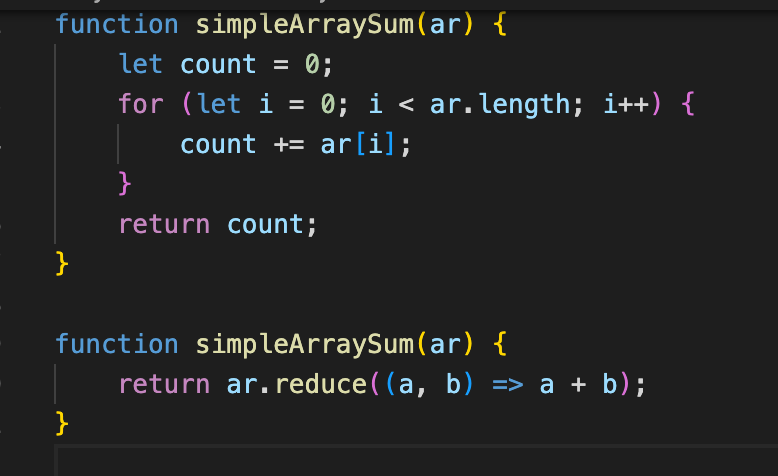 function simpleArraySum(ar) {
    let count = 0;
    for (let i = 0; i < ar.length; i++) {
        count += ar[i];
    }
    return count;
}

function simpleArraySum(ar) {
    return ar.reduce((a, b) => a + b);
}